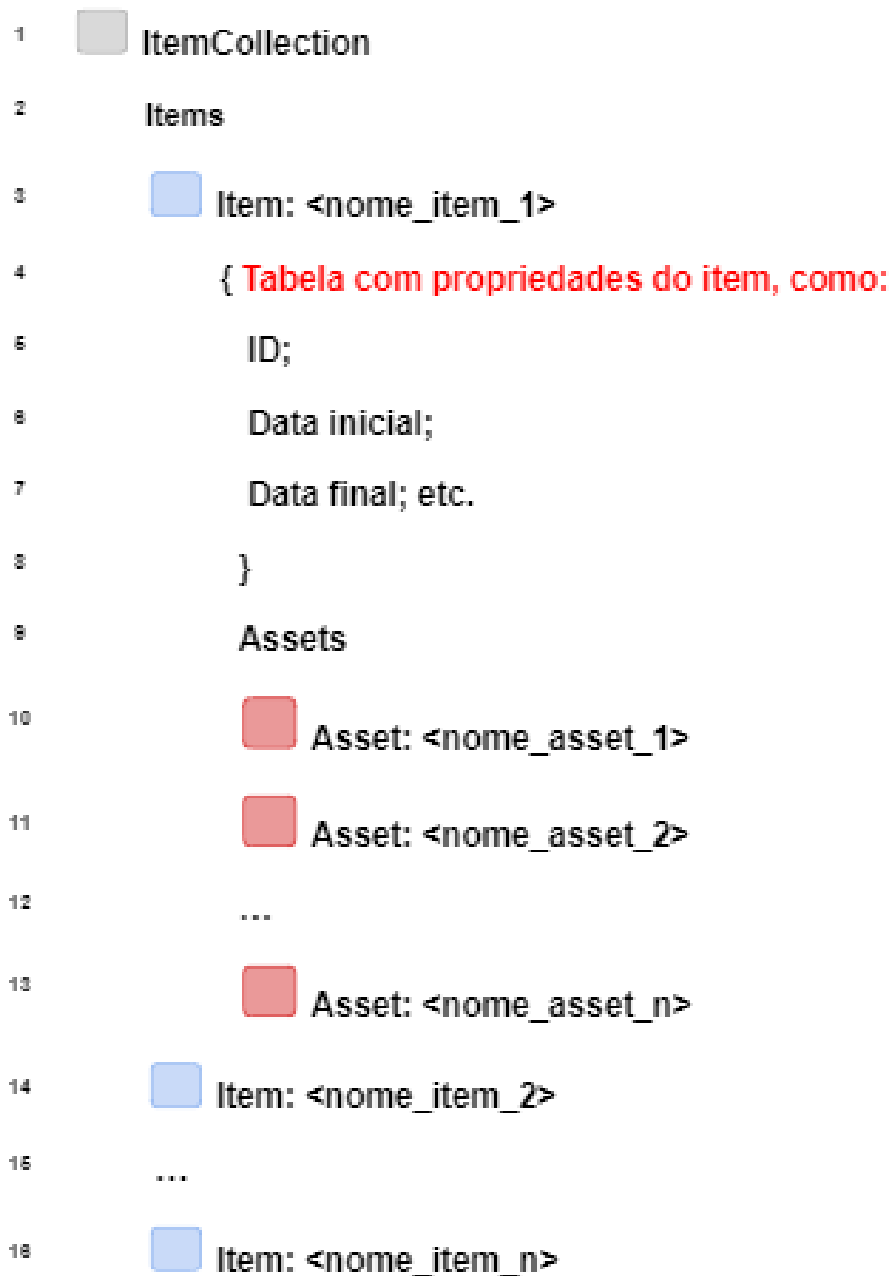 1 ItemCollection
2 Items
3 Item: <nome_item_1>
4 { Tabela com propriedades do item, como:
5 ID;
6 Data inicial;
7 Data final; etc.
8 }
9 Assets
10 Asset: <nome_asset_1>
11 Asset: <nome_asset_2>
12 ...
13 Asset: <nome_asset_n>
14 Item: <nome_item_2>
15 ...
16 Item: <nome_item_n>